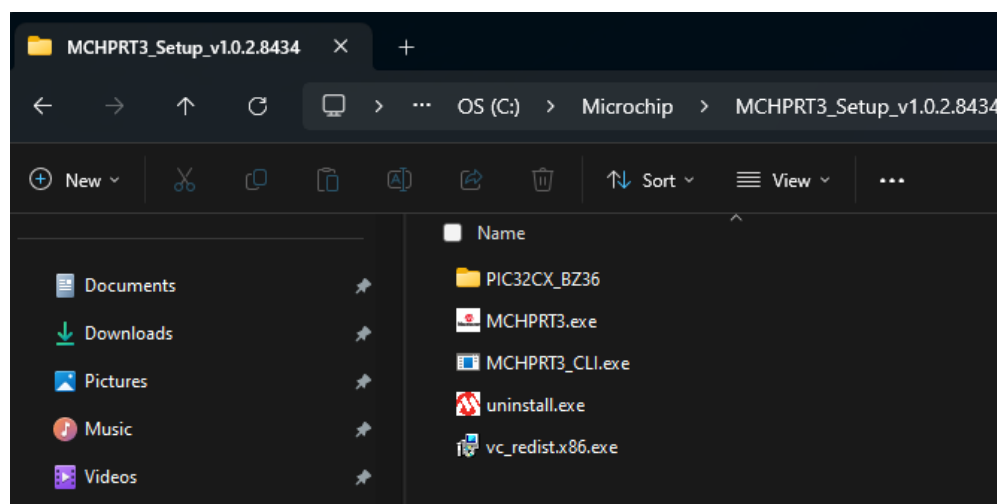 MCHPRT3_Setup_v1.0.2.8434
OS (C:) > Microchip > MCHPRT3_Setup_v1.0.2.8434
New Sort View
Name
Documents
Downloads
Pictures
Music
Videos
PIC32CX_BZ36
MCHPRT3.exe
MCHPRT3_CLI.exe
uninstall.exe
vc_redist.x86.exe